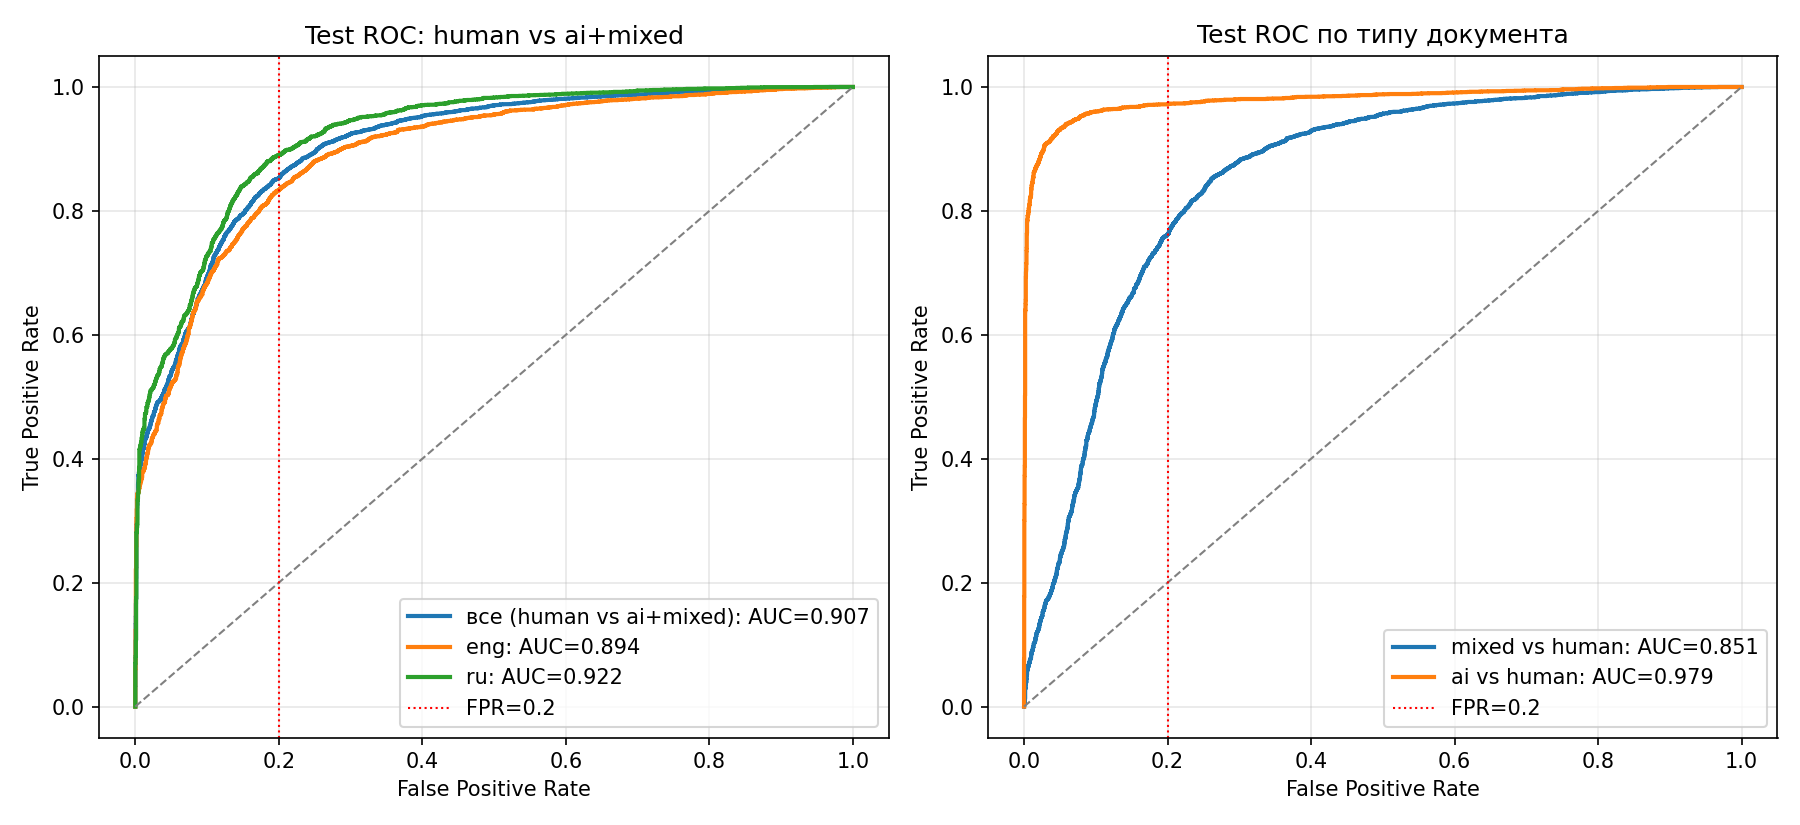 Test ROC: human vs ai+mixed
True Positive Rate
1.0
0.8
0.6
0.4
0.2
0.0
0.0 0.2 0.4 0.6 0.8 1.0
False Positive Rate
все (human vs ai+mixed): AUC=0.907
eng: AUC=0.894
ru: AUC=0.922
FPR=0.2
Test ROC по типу документа
True Positive Rate
1.0
0.8
0.6
0.4
0.2
0.0
0.0 0.2 0.4 0.6 0.8 1.0
False Positive Rate
mixed vs human: AUC=0.851
ai vs human: AUC=0.979
FPR=0.2